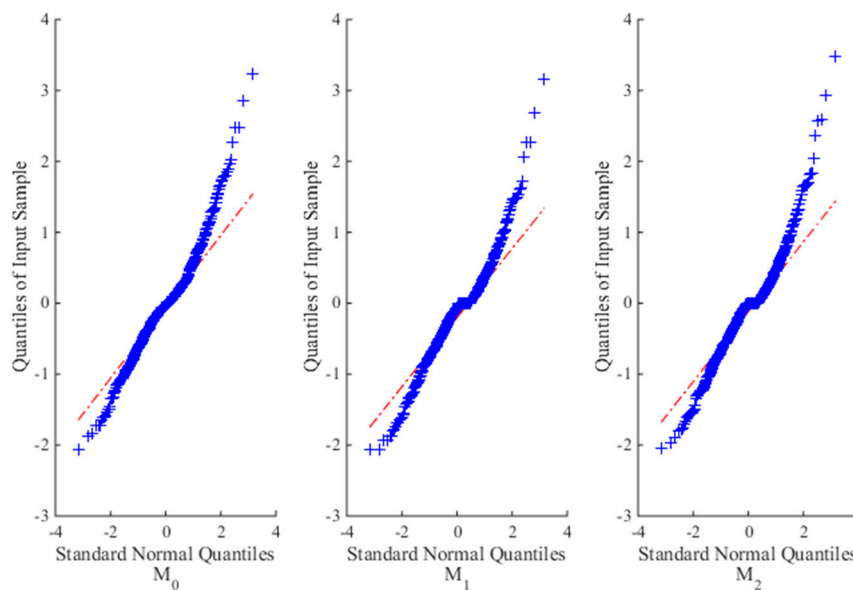 4
3
2
1
0
-1
-2
-3
-4 -2 0 2 4
Quantiles of Input Sample
Standard Normal Quantiles
M0
4
3
2
1
0
-1
-2
-3
-4 -2 0 2 4
Quantiles of Input Sample
Standard Normal Quantiles
M1
4
3
2
1
0
-1
-2
-3
-4 -2 0 2
Quantiles of Input Sample
Standard Normal Quantiles
M2